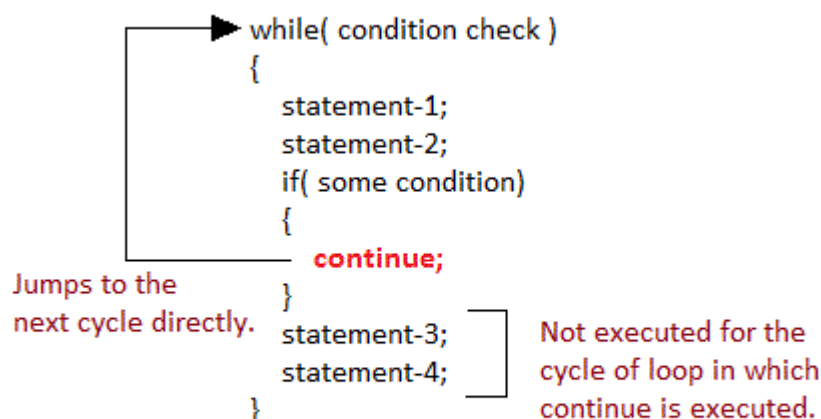 while( condition check )
{
statement-1;
statement-2;
if( some condition)
{
continue;
}
Jumps to the
next cycle directly.
statement-3;
statement-4;
Not executed for the
cycle of loop in which
continue is executed.
}